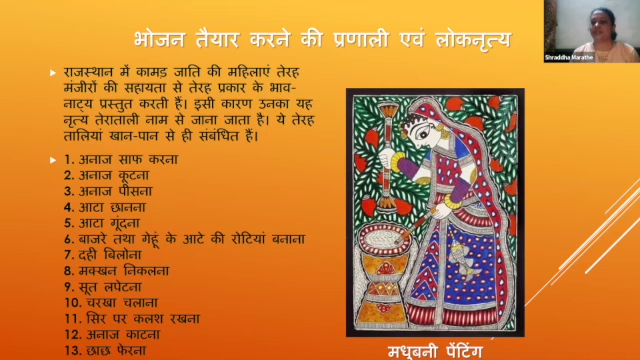 भोजन तैयार करने की प्रणाली एवं लोकनृत्य
Shraddha Marathe
राजस्थान में कामड़ जाति की महिलाएं तेरह
मंजीरों की सहायता से तेरह प्रकार के भाव-
नाट्य प्रस्तुत करती हैं। इसी कारण उनका यह
नृत्य तेराताली नाम से जाना जाता है। ये तेरह
तालियां खान-पान से ही संबंधित हैं।
1. अनाज साफ करना
2. अनाज कूटना
3. अनाज पीसना
4. आटा छानना
5. आटा गूंदना
6. बाजरे तथा गेहूं के आटे की रोटियां बनाना
7. दही बिलोना
8. मक्खन निकलना
9. सूत लपेटना
10. चरखा चलाना
11. सिर पर कलश रखना
12. अनाज काटना
13. छाछ फेरना
मधुबनी पेंटिंग